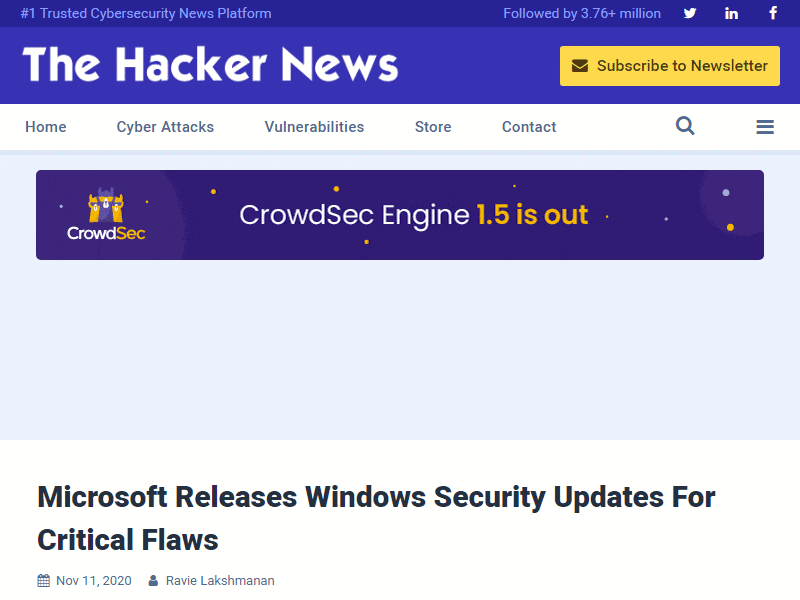 #1 Trusted Cybersecurity News Platform
Followed by 3.76+ million
The Hacker News
Subscribe to Newsletter
Home
Cyber Attacks
Vulnerabilities
Store
Contact
CrowdSec
CrowdSec Engine 1.5 is out
Microsoft Releases Windows Security Updates For
Critical Flaws
Nov 11, 2020
Ravie Lakshmanan